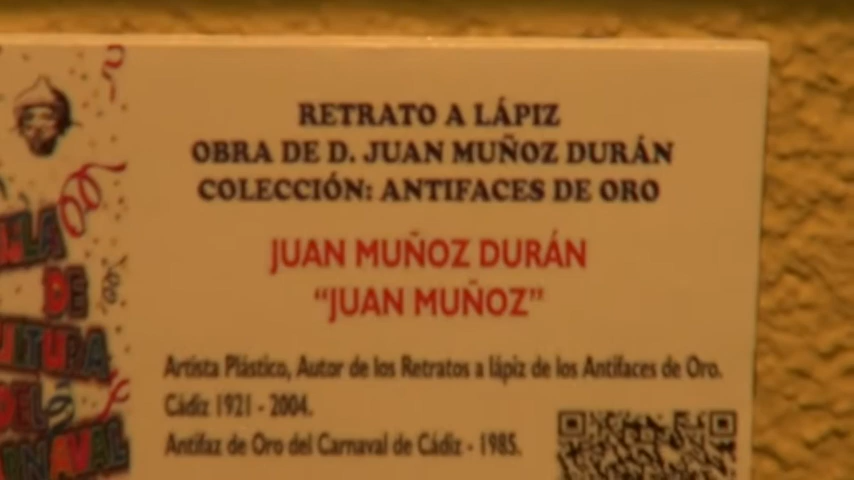 RETRATO A LÁPIZ
OBRA DE D. JUAN MUÑOZ DURÁN
COLECCIÓN: ANTIFACES DE ORO
JUAN MUÑOZ DURÁN
“JUAN MUÑOZ”
Artista Plástico, Autor de los Retratos a lápiz de los Antifaces de Oro.
Cádiz 1921 - 2004.
Antifaz de Oro del Carnaval de Cádiz - 1985.
DE
DEL